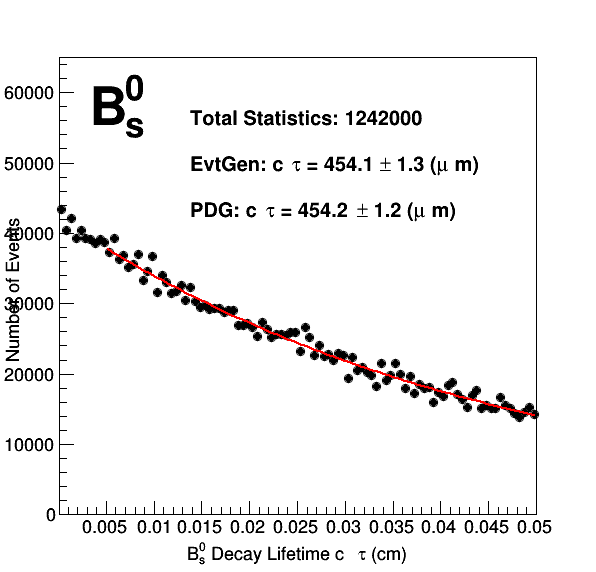 B⁰ₛ
Total Statistics: 1242000
EvtGen: c τ = 454.1 ± 1.3 (μ m)
PDG: c τ = 454.2 ± 1.2 (μ m)
Number of Events
60000
50000
40000
30000
20000
10000
0
0.005 0.01 0.015 0.02 0.025 0.03 0.035 0.04 0.045 0.05
B⁰ₛ Decay Lifetime c τ (cm)